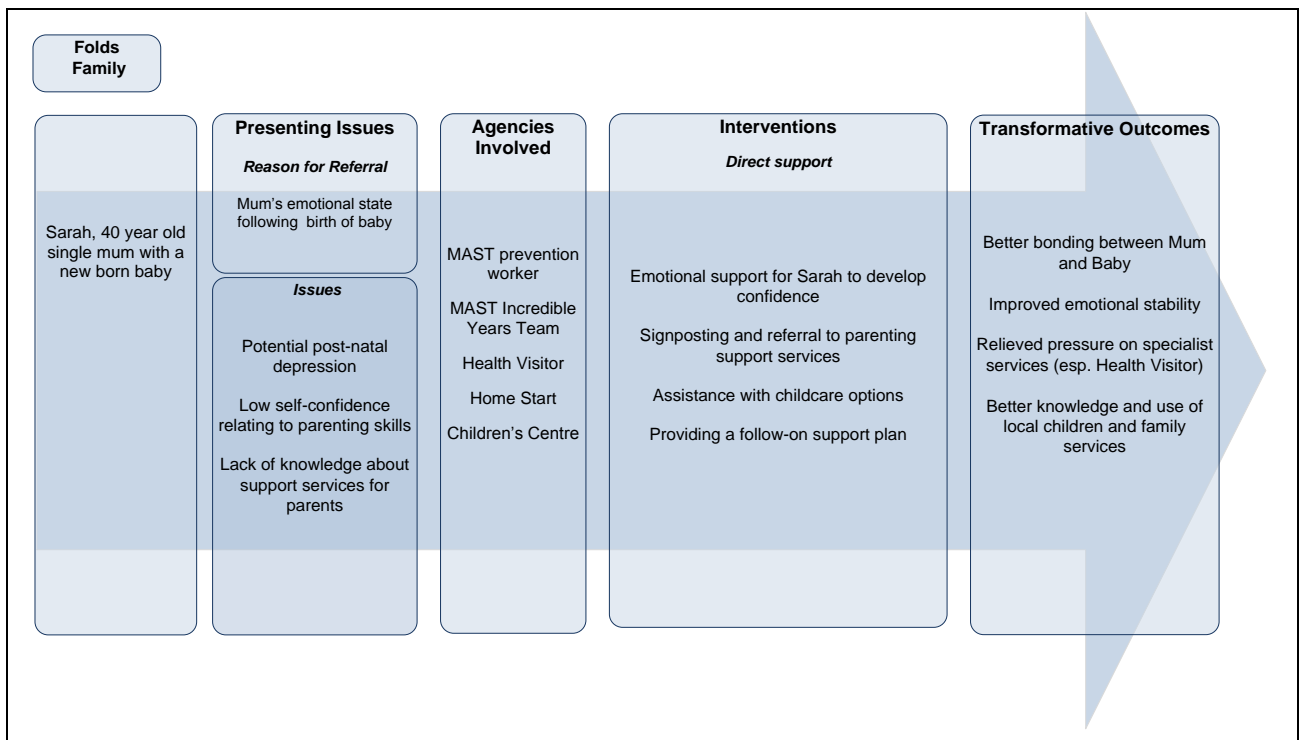 Folds
Family
Sarah, 40 year old
single mum with a
new born baby
Presenting Issues
Reason for Referral
Mum's emotional state
following birth of baby
Issues
Potential post-natal
depression
Low self-confidence
relating to parenting skills
Lack of knowledge about
support services for
parents
Agencies
Involved
MAST prevention
worker
MAST Incredible
Years Team
Health Visitor
Home Start
Children's Centre
Interventions
Direct support
Emotional support for Sarah to develop
confidence
Signposting and referral to parenting
support services
Assistance with childcare options
Providing a follow-on support plan
Transformative Outcomes
Better bonding between Mum
and Baby
Improved emotional stability
Relieved pressure on specialist
services (esp. Health Visitor)
Better knowledge and use of
local children and family
services